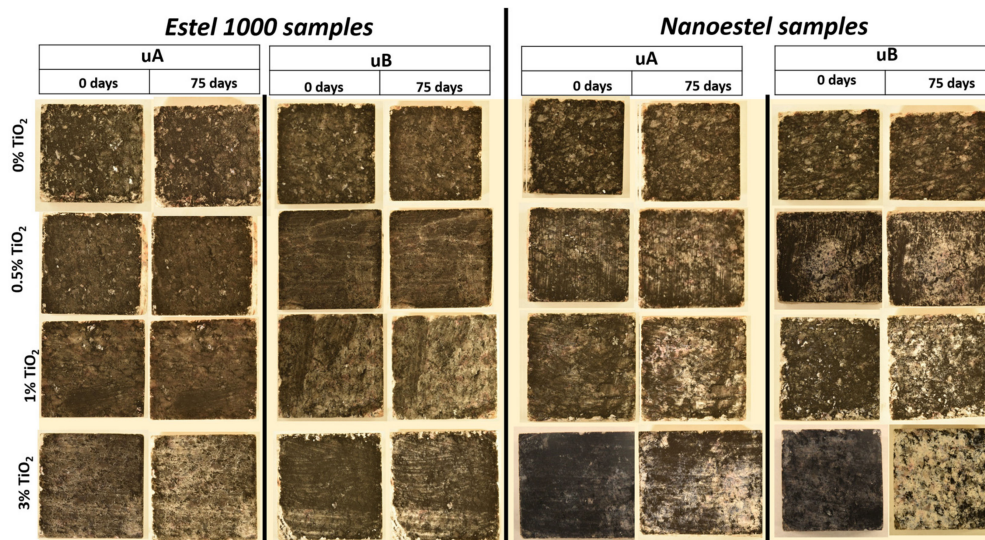 Estel 1000 samples Nanoestel samples
uA uB uA uB
0 days 75 days 0 days 75 days 0 days 75 days 0 days 75 days
0% TiO₂
0.5% TiO₂
1% TiO₂
3% TiO₂